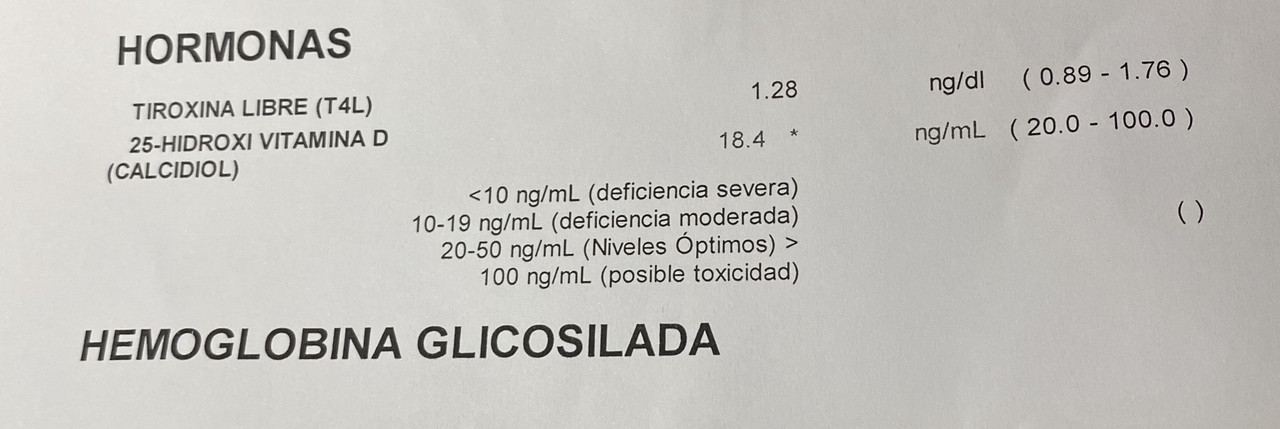 HORMONAS
TIROXINA LIBRE (T4L) 1.28 ng/dl ( 0.89 - 1.76 )
25-HIDROXI VITAMINA D 18.4 * ng/mL ( 20.0 - 100.0 )
(CALCIDIOL)
<10 ng/mL (deficiencia severa)
10-19 ng/mL (deficiencia moderada) ( )
20-50 ng/mL (Niveles Óptimos) >
100 ng/mL (posible toxicidad)
HEMOGLOBINA GLICOSILADA